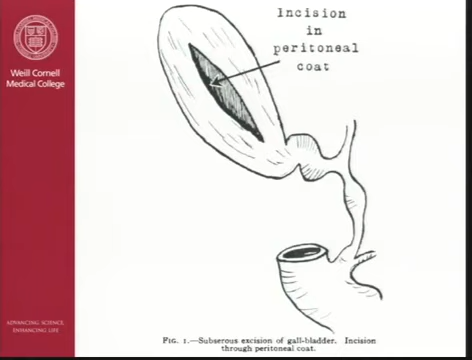 Weill Cornell
Medical College
Incision
in
peritoneal
coat
ADVANCING SCIENCE,
ENHANCING LIFE
FIG. 1.—Subserous excision of gall-bladder. Incision
through peritoneal coat.